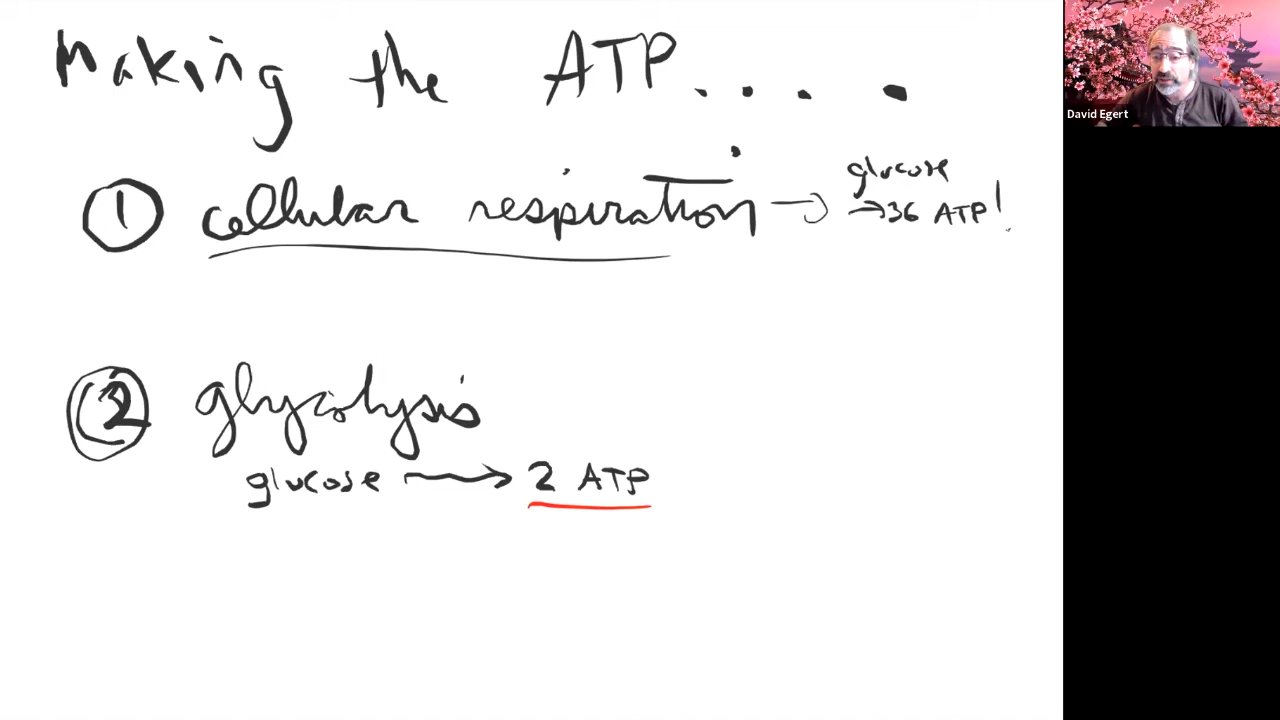 Making the ATP.....
① cellular respiration → glucose
→36 ATP!
② glycolysis
glucose → 2 ATP
David Egert